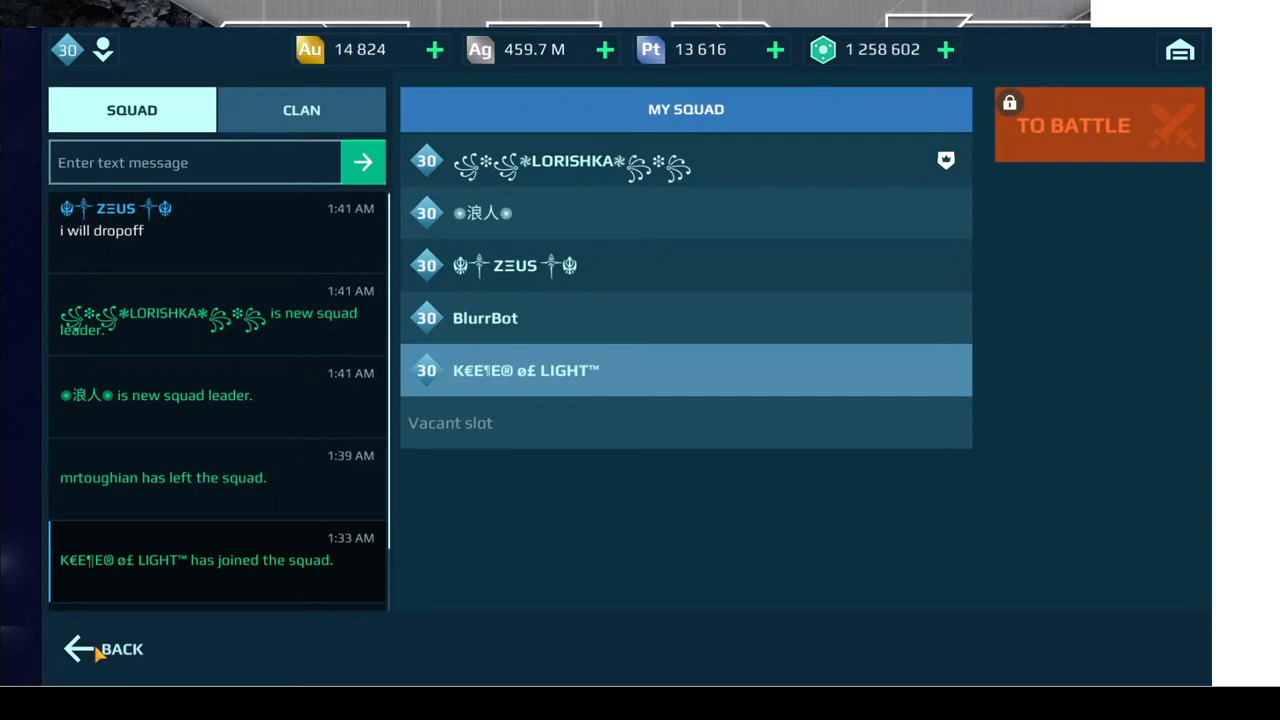 30
Au 14 824 +
Ag 459.7 M +
Pt 13 616 +
1 258 602 +
SQUAD
CLAN
Enter text message
☬༒ ZΞUS ༒☬ 1:41 AM
i will dropoff
1:41 AM
꧁❃꧁❃LORISHKA❃꧂❃꧂ is new squad
leader.
1:41 AM
✺浪人✺ is new squad leader.
1:39 AM
mrtoughian has left the squad.
1:33 AM
K€E¶E® ø£ LIGHT™ has joined the squad.
MY SQUAD
30 ꧁❃꧁❃LORISHKA❃꧂❃꧂
30 ✺浪人✺
30 ☬༒ ZΞUS ༒☬
30 BlurrBot
30 K€E¶E® ø£ LIGHT™
Vacant slot
TO BATTLE
BACK